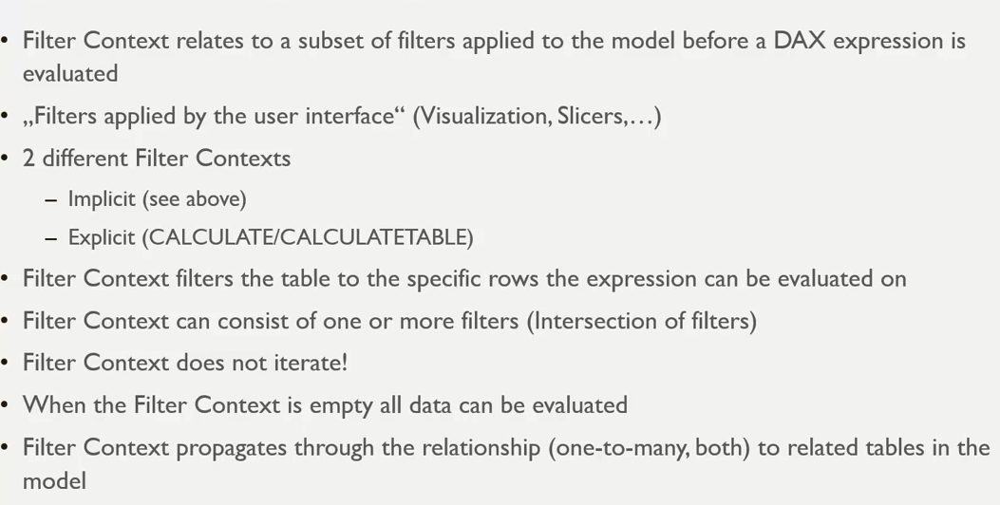 • Filter Context relates to a subset of filters applied to the model before a DAX expression is
evaluated
• „Filters applied by the user interface“ (Visualization, Slicers,…)
• 2 different Filter Contexts
– Implicit (see above)
– Explicit (CALCULATE/CALCULATETABLE)
• Filter Context filters the table to the specific rows the expression can be evaluated on
• Filter Context can consist of one or more filters (Intersection of filters)
• Filter Context does not iterate!
• When the Filter Context is empty all data can be evaluated
• Filter Context propagates through the relationship (one-to-many, both) to related tables in the
model